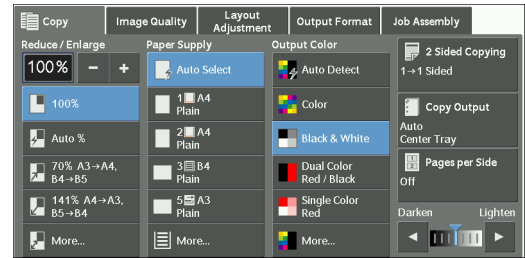 Copy
Image Quality
Layout
Adjustment
Output Format
Job Assembly
Reduce / Enlarge
100%
−
+
100%
Auto %
70% A3→A4,
B4→B5
141% A4→A3,
B5→B4
More...
Paper Supply
Auto Select
1 A4
Plain
2 A4
Plain
3 B4
Plain
5 A3
Plain
More...
Output Color
Auto Detect
Color
Black & White
Dual Color
Red / Black
Single Color
Red
More...
2 Sided Copying
1→1 Sided
Copy Output
Auto
Center Tray
Pages per Side
Off
Darken Lighten